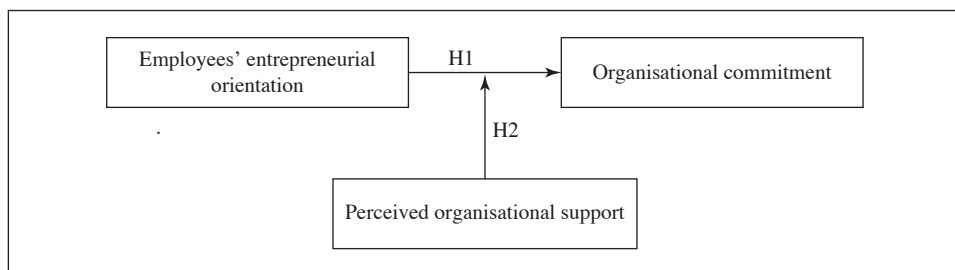 Employees’ entrepreneurial
orientation
H1
Organisational commitment
H2
Perceived organisational support